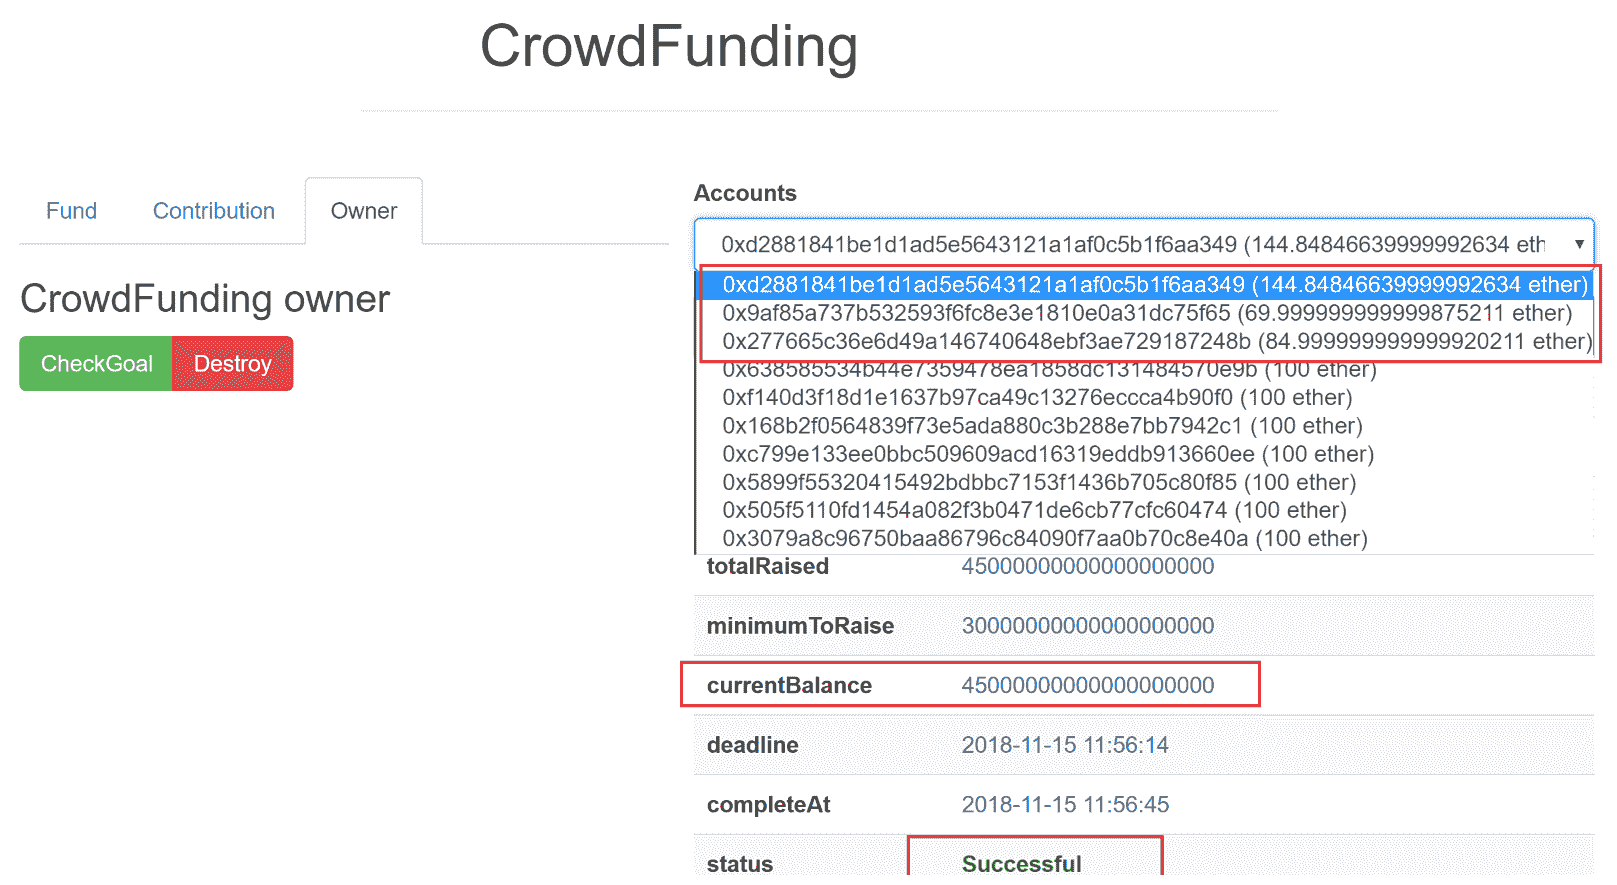 CrowdFunding
Fund
Contribution
Owner
CrowdFunding owner
CheckGoal
Destroy
Accounts
0xd2881841be1d1ad5e5643121a1af0c5b1f6aa349 (144.84846639999992634 eth
0xd2881841be1d1ad5e5643121a1af0c5b1f6aa349 (144.84846639999992634 ether)
0x9af85a737b532593f6fc8e3e1810e0a31dc75f65 (69.9999999999999875211 ether)
0x277665c36e6d49a146740648ebf3ae729187248b (84.999999999999920211 ether)
0x638585534b44e7359478ea1858dc131484570e9b (100 ether)
0xf140d3f18d1e1637b97ca49c13276eccca4b90f0 (100 ether)
0x168b2f0564839f73e5ada880c3b288e7bb7942c1 (100 ether)
0xc799e133ee0bbc509609acd16319eddb913660ee (100 ether)
0x5899f55320415492bdbbc7153f1436b705c80f85 (100 ether)
0x505f5110fd1454a082f3b0471de6cb77cfc60474 (100 ether)
0x3079a8c96750baa86796c84090f7aa0b70c8e40a (100 ether)
totalRaised 45000000000000000000
minimumToRaise 30000000000000000000
currentBalance 45000000000000000000
deadline 2018-11-15 11:56:14
completeAt 2018-11-15 11:56:45
status Successful